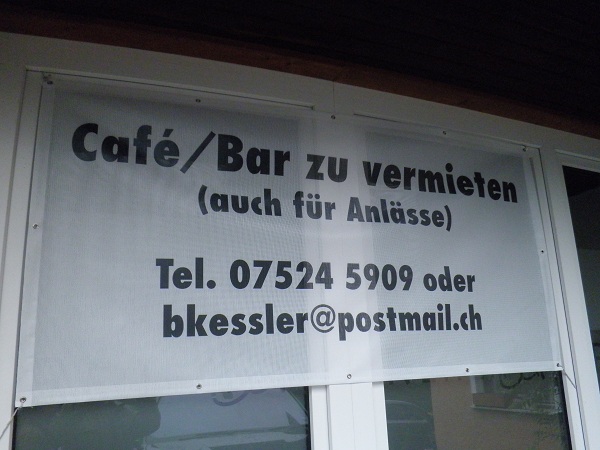 Café/Bar zu vermieten
(auch für Anlässe)
Tel. 07524 5909 oder
bkessler@postmail.ch